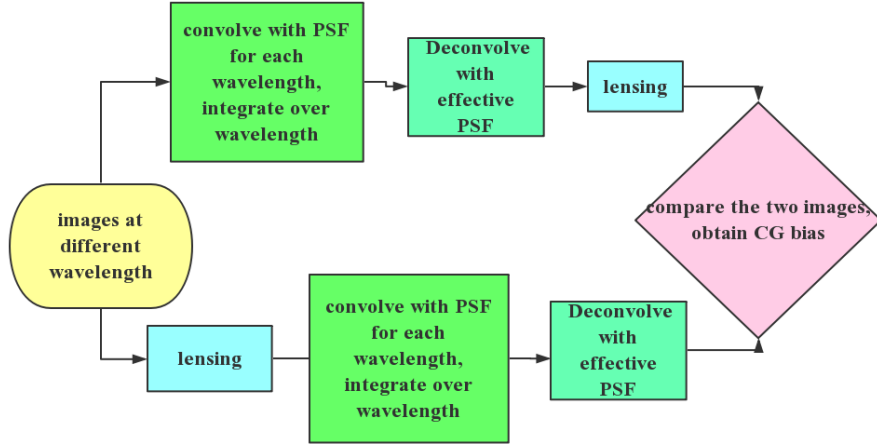 convolve with PSF
for each
wavelength,
integrate over
wavelength
Deconvolve
with
effective
PSF
lensing
images at
different
wavelength
compare the two images,
obtain CG bias
lensing
convolve with PSF
for each
wavelength,
integrate over
wavelength
Deconvolve
with
effective
PSF